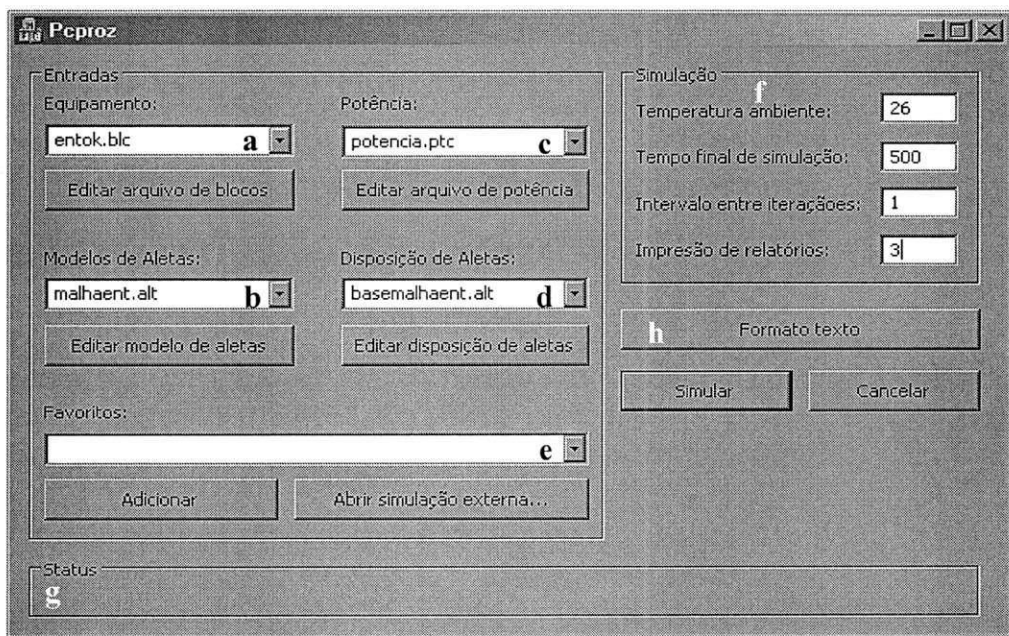 Pcproz
Entradas
Equipamento:
Potência:
entok.blc a
potencia.ptc c
Editar arquivo de blocos
Editar arquivo de potência
Modelos de Aletas:
Disposição de Aletas:
malhaent.alt b
basemalhaent.alt d
Editar modelo de aletas
Editar disposição de aletas
Favoritos:
e
Adicionar
Abrir simulação externa...
Simulação
f
Temperatura ambiente: 26
Tempo final de simulação: 500
Intervalo entre iteraçãoes: 1
Impresão de relatórios: 3
h Formato texto
Simular
Cancelar
Status
g